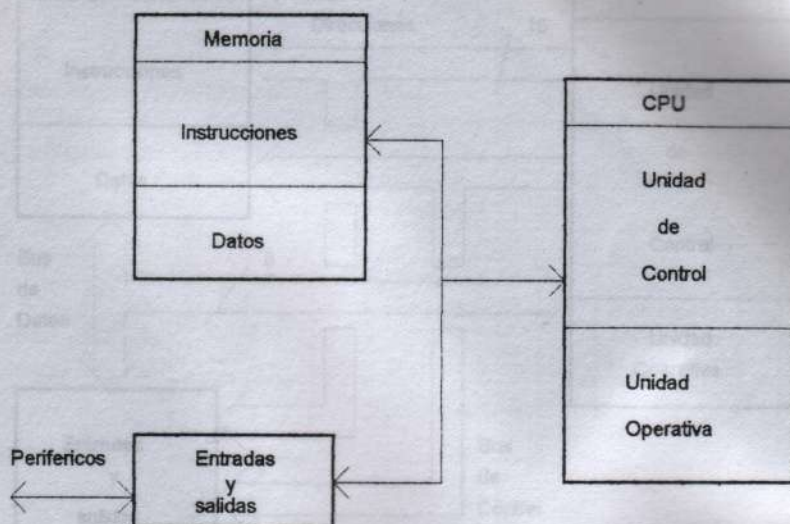 Memoria
Instrucciones
Datos
CPU
Unidad
de
Control
Unidad
Operativa
Perifericos
Entradas
y
salidas